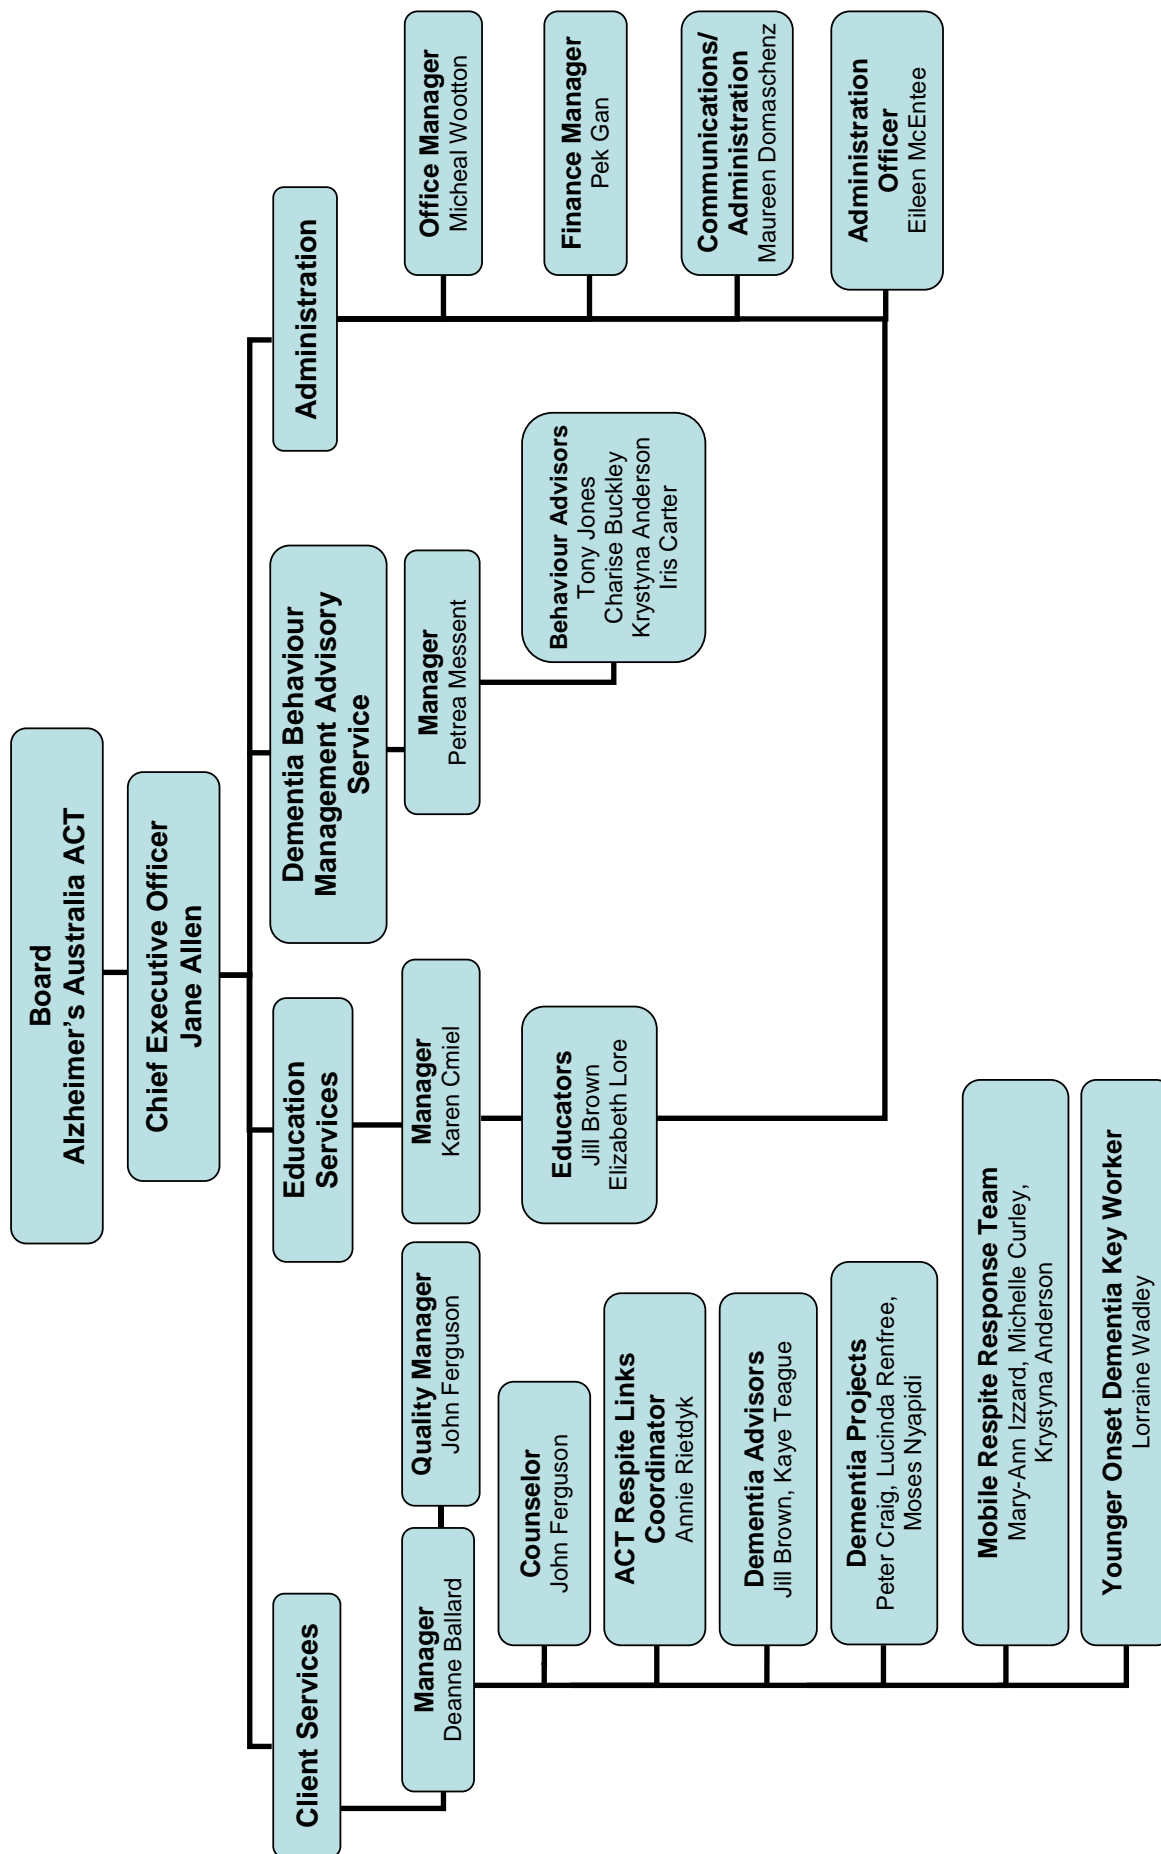 Board
Alzheimer’s Australia ACT
Chief Executive Officer
Jane Allen
Client Services
Manager
Deanne Ballard
Quality Manager
John Ferguson
Counselor
John Ferguson
ACT Respite Links
Coordinator
Annie Rietdyk
Dementia Advisors
Jill Brown, Kaye Teague
Dementia Projects
Peter Craig, Lucinda Renfree,
Moses Nyapidi
Mobile Respite Response Team
Mary-Ann Izzard, Michelle Curley,
Krystyna Anderson
Younger Onset Dementia Key Worker
Lorraine Wadley
Education
Services
Manager
Karen Cmiel
Educators
Jill Brown
Elizabeth Lore
Dementia Behaviour
Management Advisory
Service
Manager
Petrea Messent
Behaviour Advisors
Tony Jones
Charise Buckley
Krystyna Anderson
Iris Carter
Administration
Office Manager
Micheal Wootton
Finance Manager
Pek Gan
Communications/
Administration
Maureen Domaschenz
Administration
Officer
Eileen McEntee